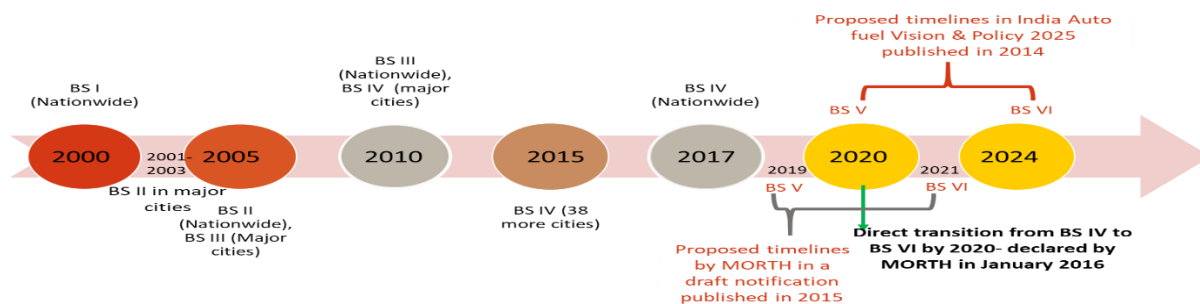 Proposed timelines in India Auto
fuel Vision & Policy 2025
published in 2014
BS I
(Nationwide)
BS III
(Nationwide),
BS IV (major
cities)
BS IV
(Nationwide)
BS V
BS VI
2000
2001-
2003
2005
2010
2015
2017
2019
2020
2021
2024
BS II in major
cities
BS II
(Nationwide),
BS III (Major
cities)
BS IV (38
more cities)
BS V
BS VI
Proposed timelines
by MORTH in a
draft notification
published in 2015
Direct transition from BS IV to
BS VI by 2020- declared by
MORTH in January 2016